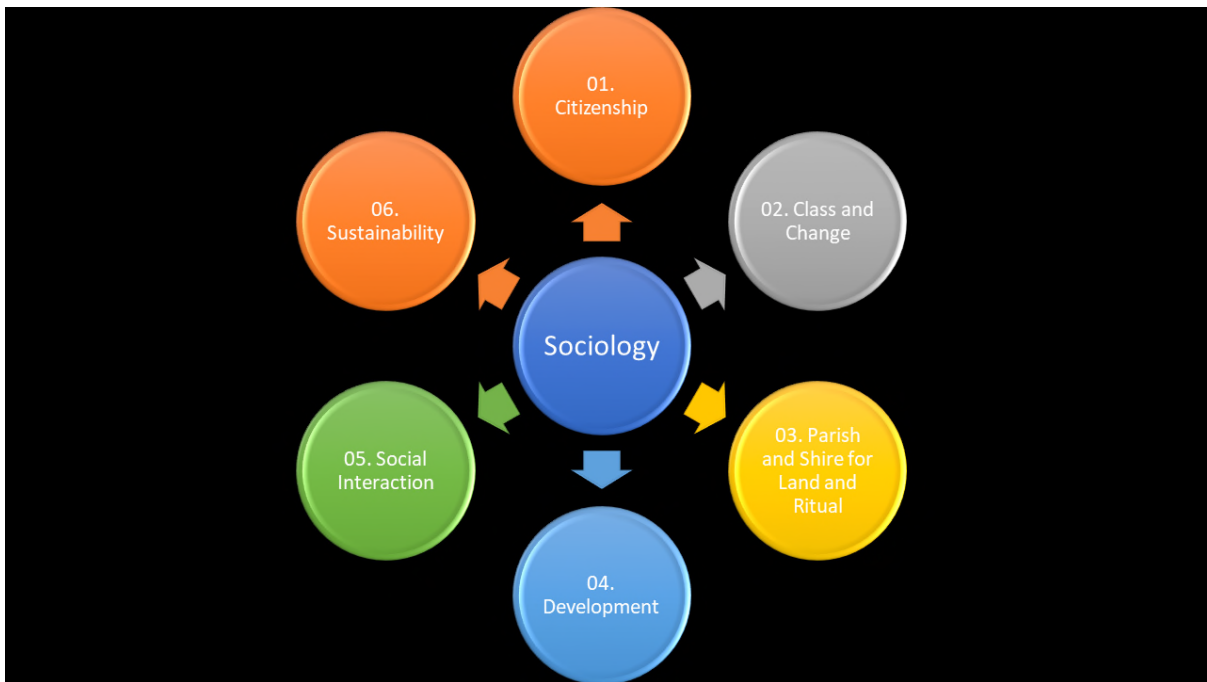 01.
Citizenship
02. Class and
Change
03. Parish
and Shire for
Land and
Ritual
04.
Development
05. Social
Interaction
06.
Sustainability
Sociology